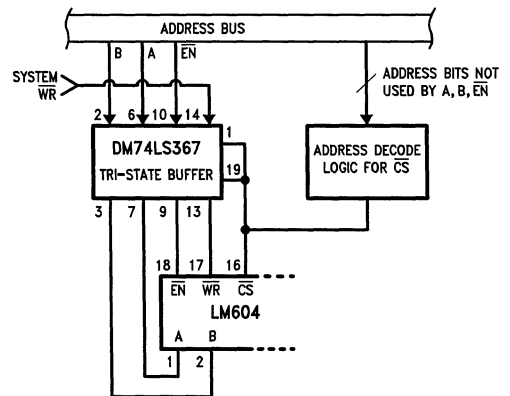 ADDRESS BUS
B A EN
SYSTEM
WR
ADDRESS BITS NOT
USED BY A, B, EN
2 6 10 14
DM74LS367
TRI-STATE BUFFER
1
19
ADDRESS DECODE
LOGIC FOR CS
3 7 9 13
18 17 16
EN WR CS
LM604
A B
1 2